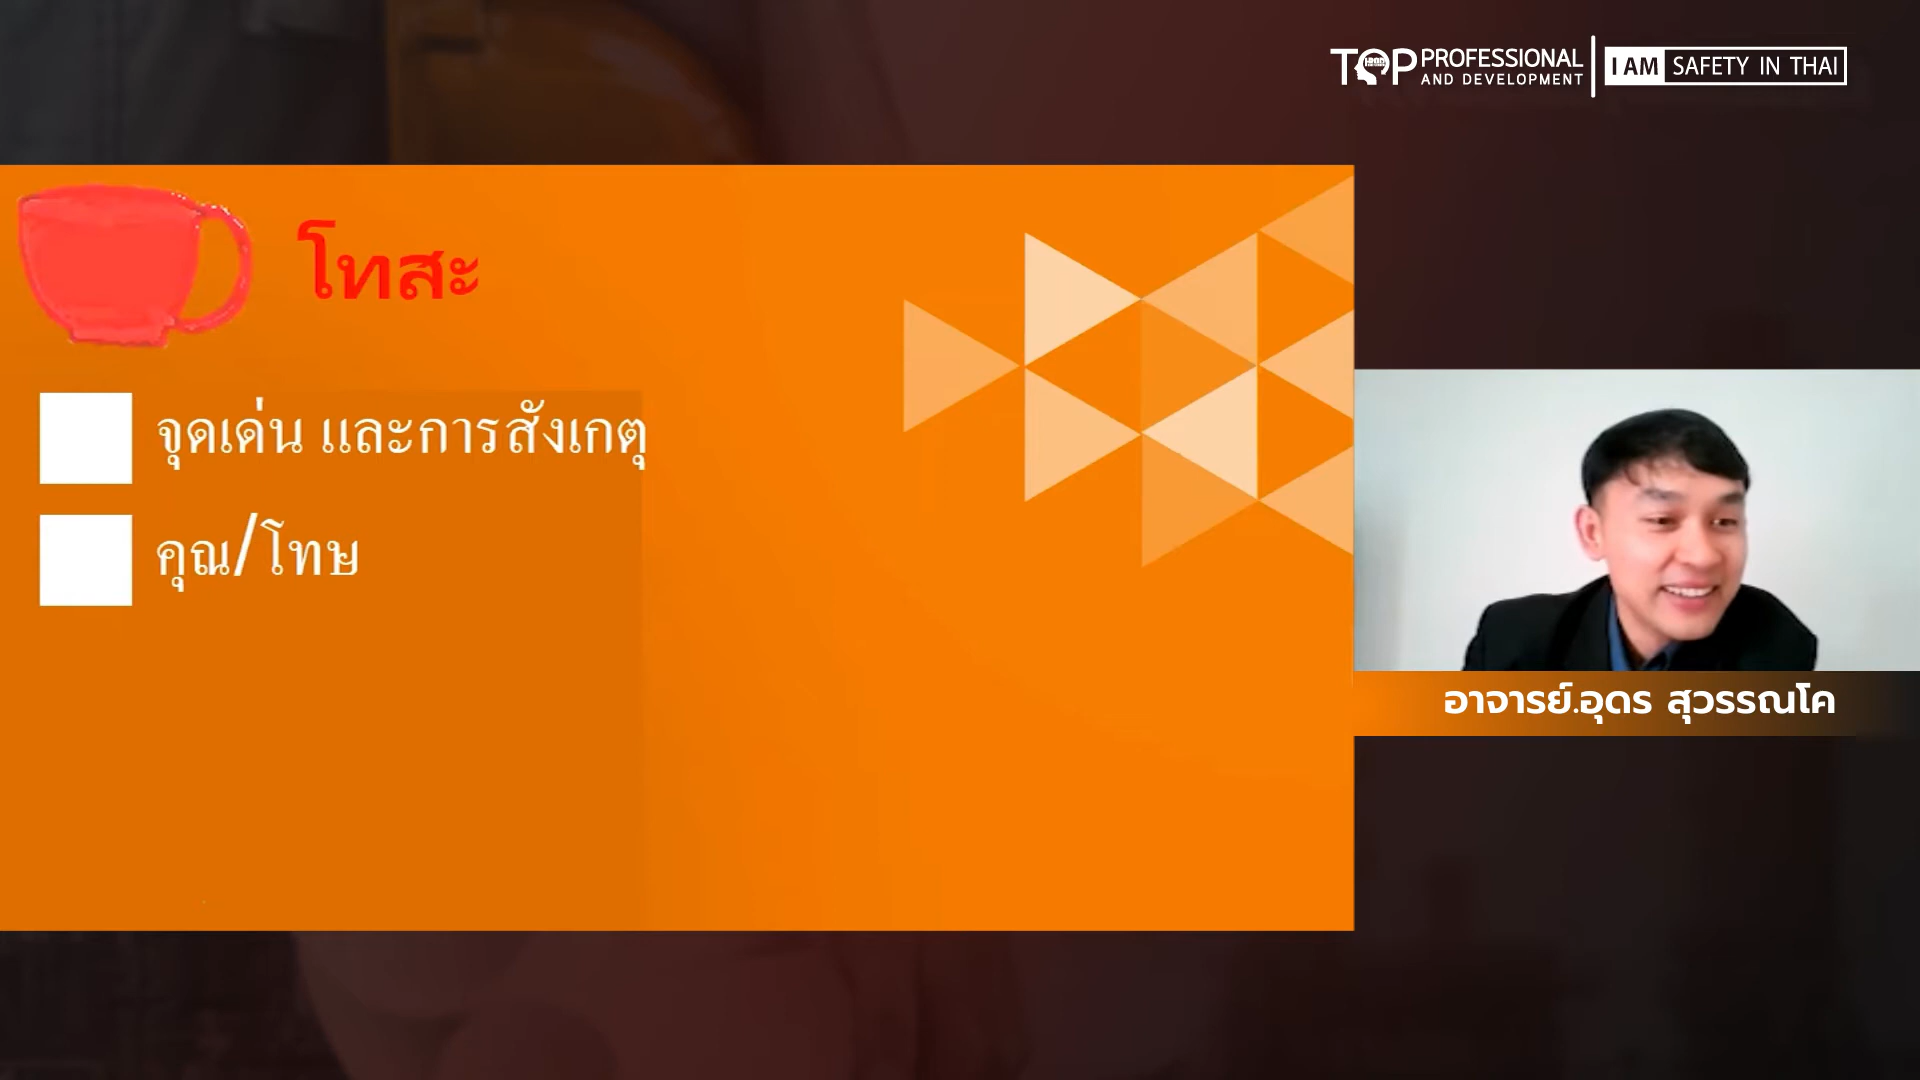 TOP PROFESSIONAL
AND DEVELOPMENT
I AM SAFETY IN THAI
โทสะ
จุดเด่น และการสังเกตุ
คุณ/โทษ
อาจารย์.อุดร สุวรรณโค